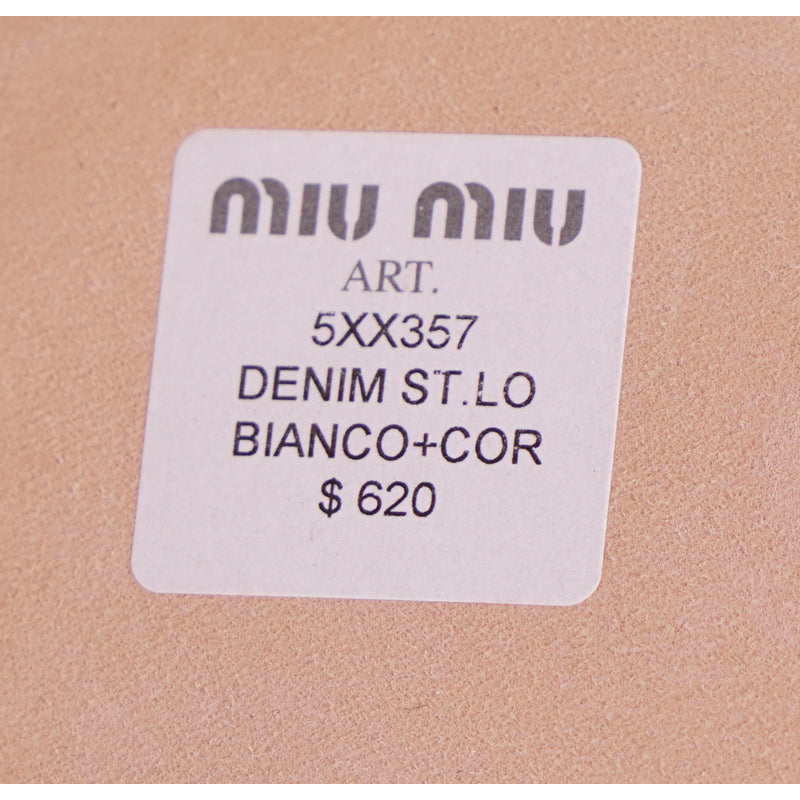 miu miu
ART.
5XX357
DENIM ST.LO
BIANCO+COR
$ 620